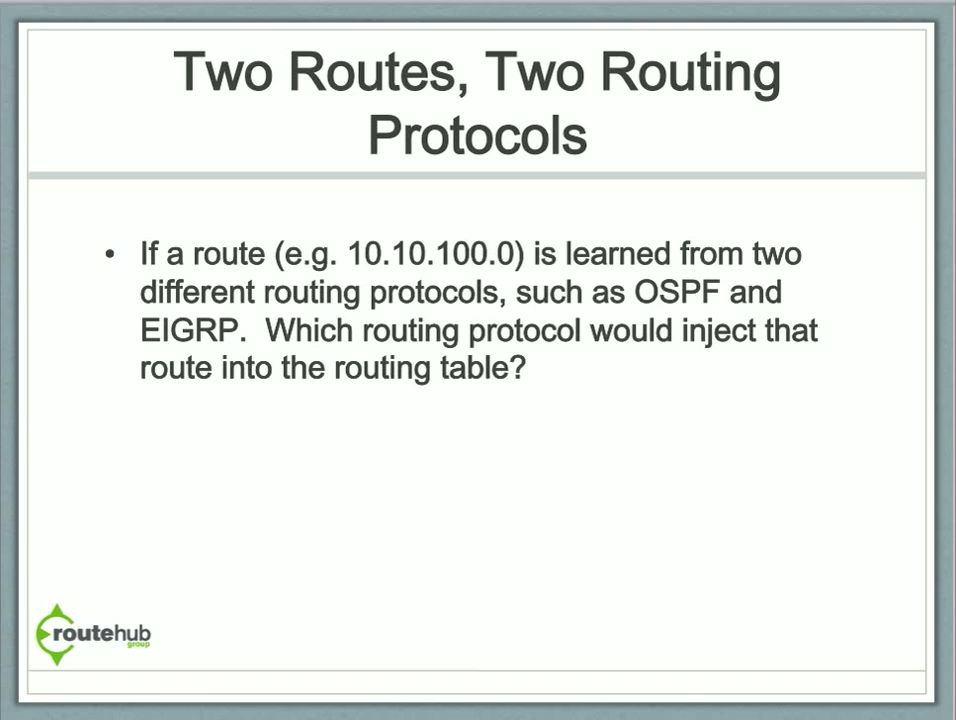 Two Routes, Two Routing
Protocols
• If a route (e.g. 10.10.100.0) is learned from two
different routing protocols, such as OSPF and
EIGRP.  Which routing protocol would inject that
route into the routing table?
routehub
group